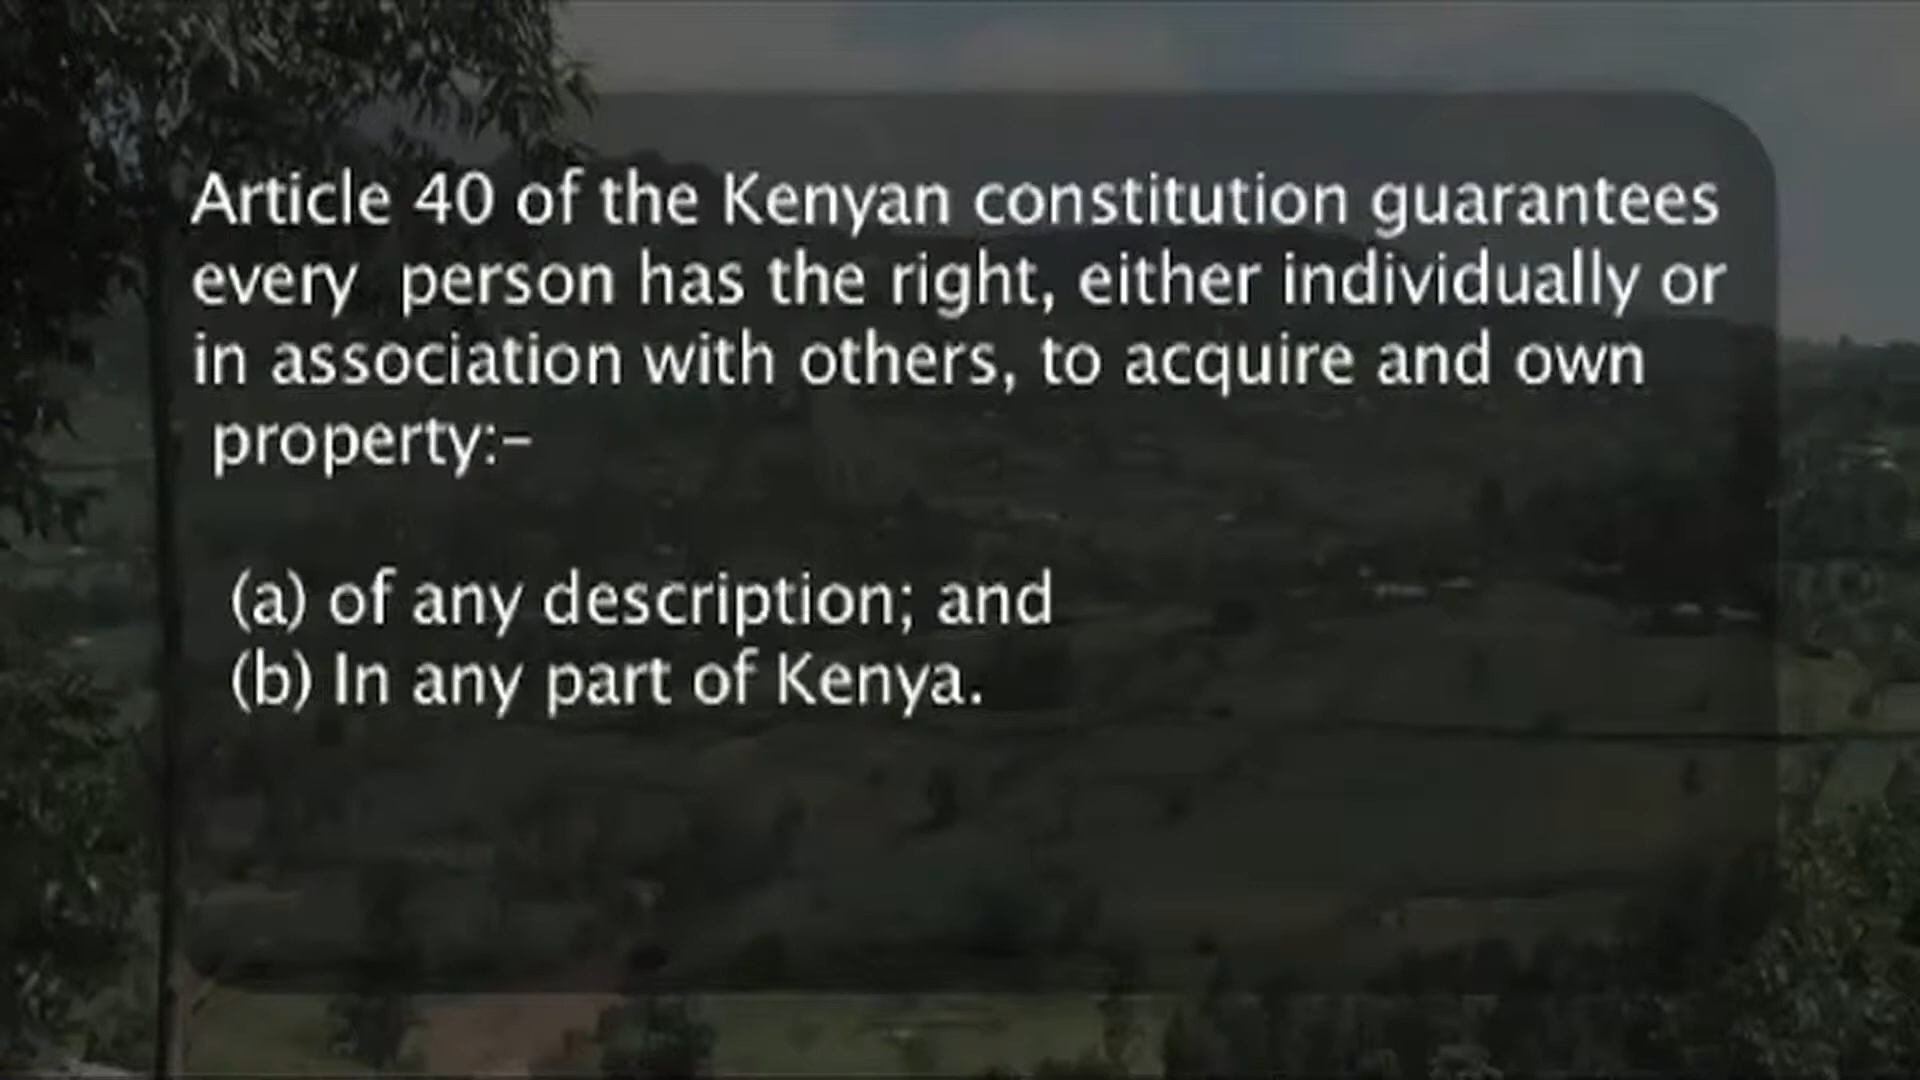 Article 40 of the Kenyan constitution guarantees
every  person has the right, either individually or
in association with others, to acquire and own
property:–
(a) of any description; and
(b) In any part of Kenya.